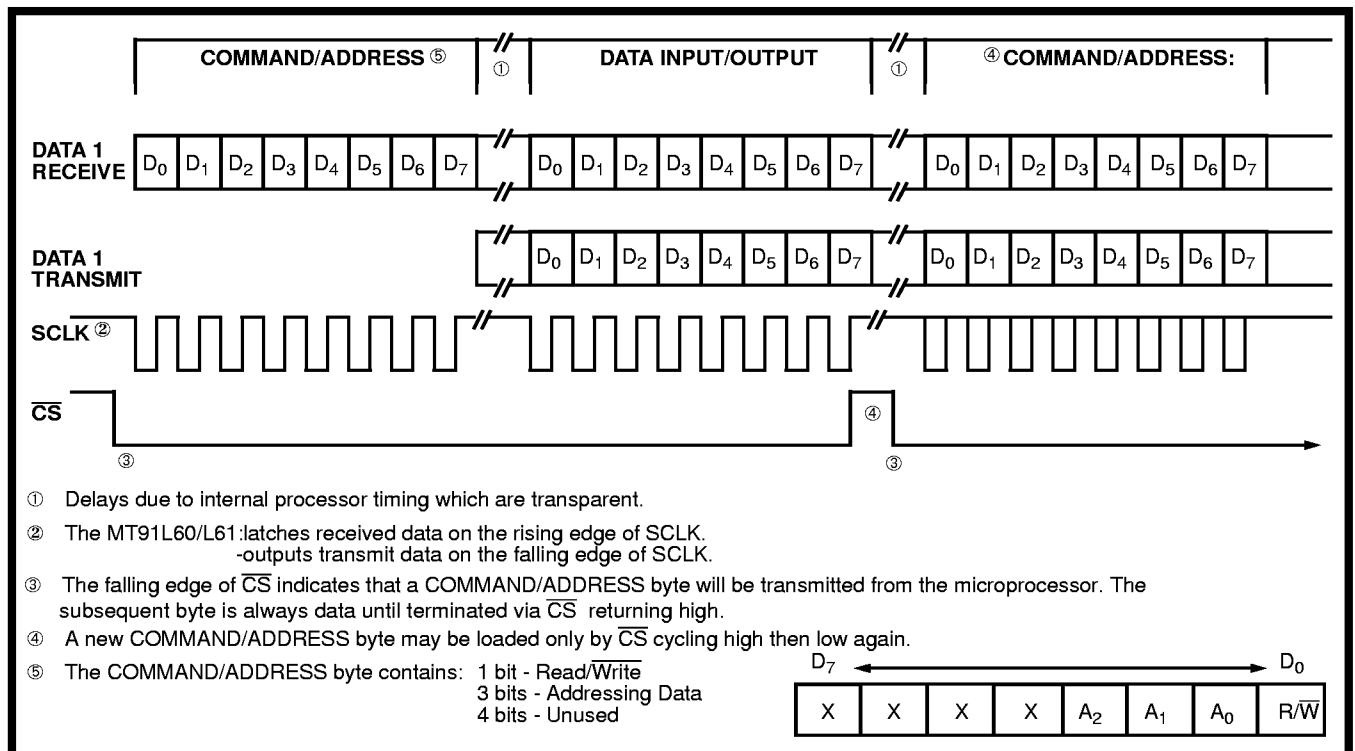 COMMAND/ADDRESS ⑤ ① DATA INPUT/OUTPUT ① ④ COMMAND/ADDRESS:
DATA 1
RECEIVE D0 D1 D2 D3 D4 D5 D6 D7 D0 D1 D2 D3 D4 D5 D6 D7 D0 D1 D2 D3 D4 D5 D6 D7
DATA 1
TRANSMIT D0 D1 D2 D3 D4 D5 D6 D7 D0 D1 D2 D3 D4 D5 D6 D7
SCLK ②
C̅S̅ ④
③ ③
① Delays due to internal processor timing which are transparent.
② The MT91L60/L61:latches received data on the rising edge of SCLK.
-outputs transmit data on the falling edge of SCLK.
③ The falling edge of C̅S̅ indicates that a COMMAND/ADDRESS byte will be transmitted from the microprocessor. The
subsequent byte is always data until terminated via C̅S̅ returning high.
④ A new COMMAND/ADDRESS byte may be loaded only by C̅S̅ cycling high then low again.
⑤ The COMMAND/ADDRESS byte contains: 1 bit - Read/W̅r̅i̅t̅e̅
3 bits - Addressing Data
4 bits - Unused
D7 D0
X X X X A2 A1 A0 R/W̅